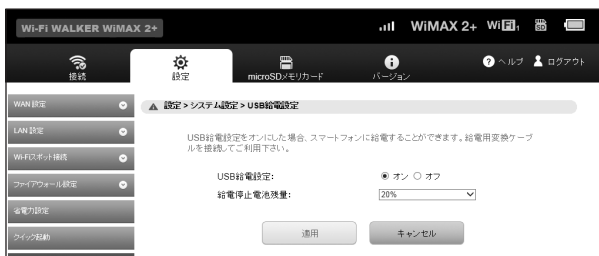 Wi-Fi WALKER WiMAX 2+
WiMAX 2+ Wi Fi 1 SD
接続
設定
microSDメモリカード
バージョン
? ヘルプ
ログアウト
WAN 設定
設定 > システム設定 > USB給電設定
LAN 設定
USB給電設定をオンにした場合、スマートフォンに給電することができます。給電用変換ケーブ
ルを接続してご利用下さい。
Wi-Fiスポット接続
ファイアウォール設定
USB給電設定:
オン オフ
給電停止電池残量:
20%
省電力設定
クイック起動
適用
キャンセル